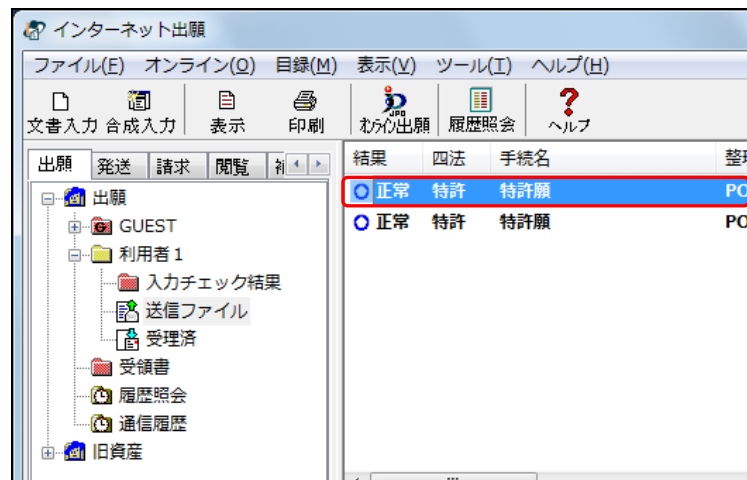 インターネット出願
ファイル(F) オンライン(O) 目録(M) 表示(V) ツール(T) ヘルプ(H)
文書入力 合成入力 表示 印刷 オンライン出願 履歴照会 ヘルプ
出願 発送 請求 閲覧
結果 四法 手続名
正常 特許 特許願 PO
正常 特許 特許願 PO
出願
GUEST
利用者1
入力チェック結果
送信ファイル
受理済
受領書
履歴照会
通信履歴
旧資産